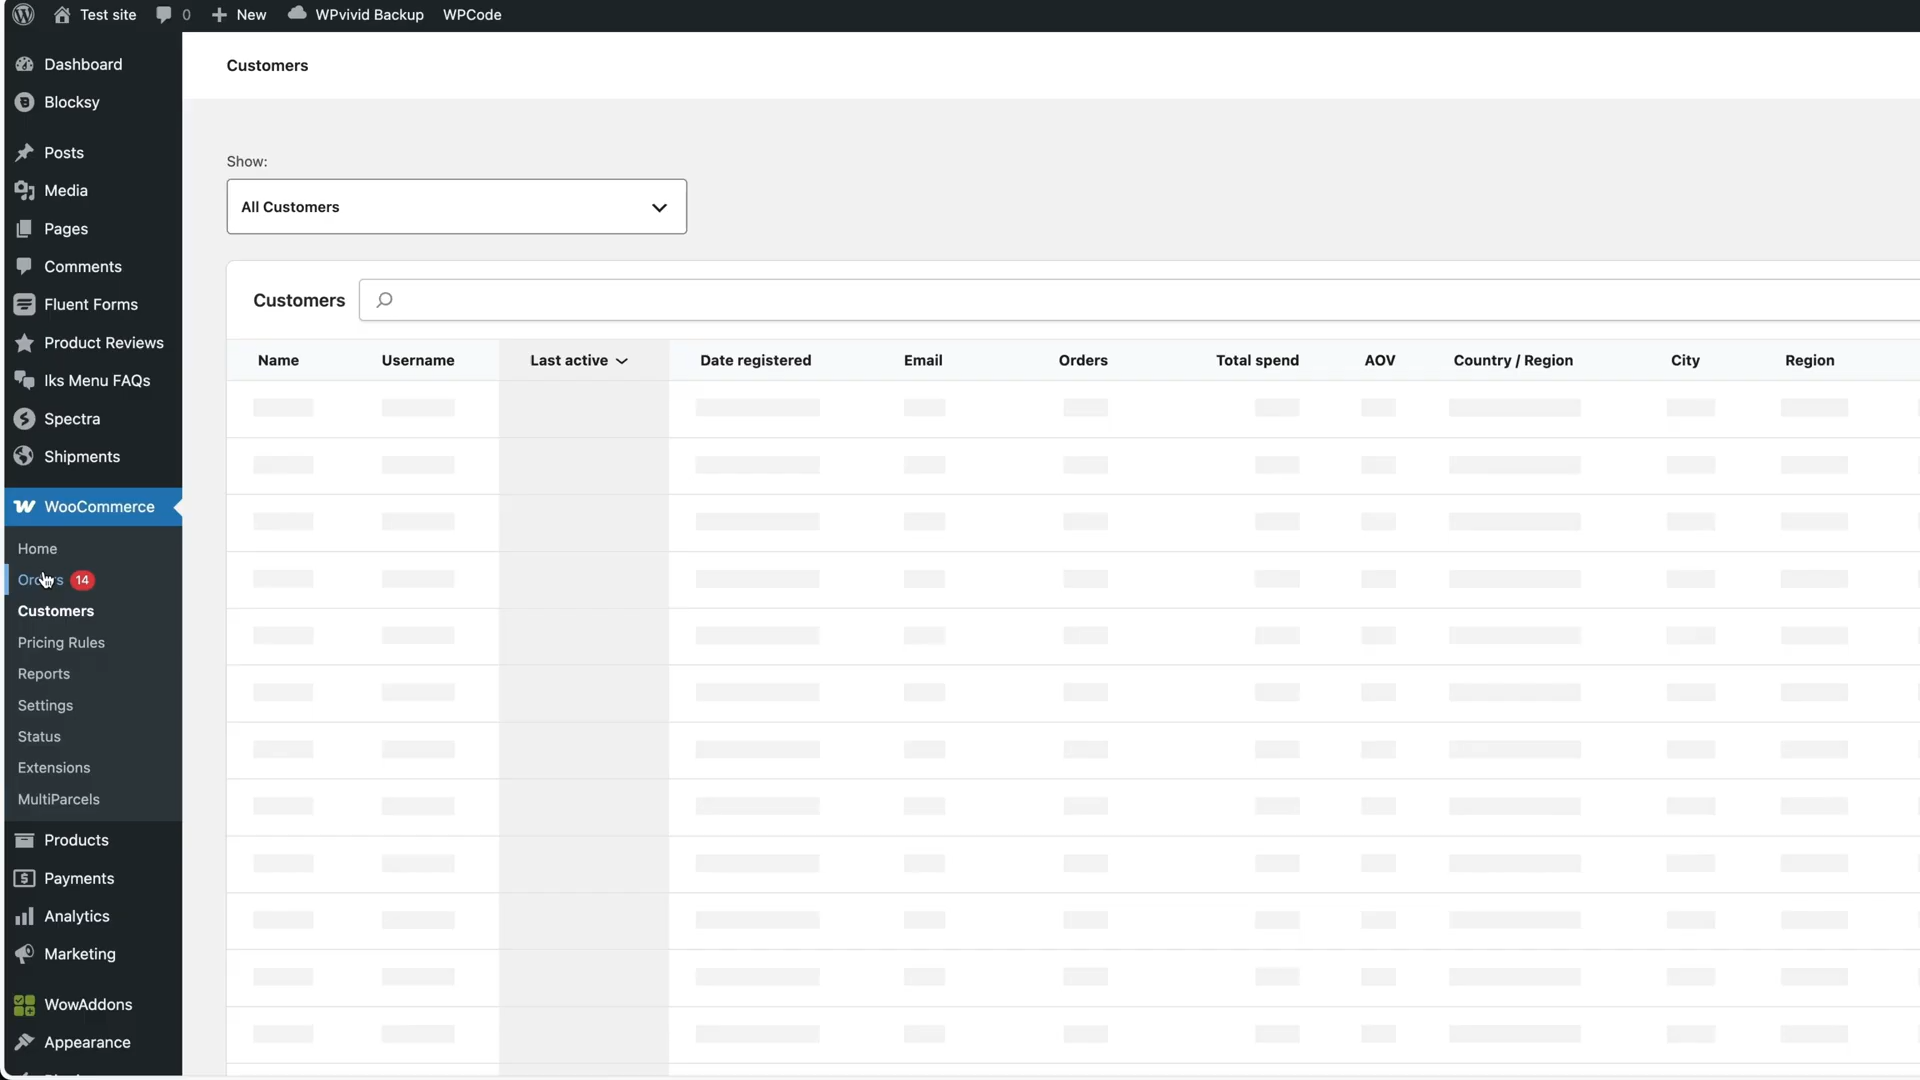 Test site 0 New WPvivid Backup WPCode
Dashboard
Blocksy
Posts
Media
Pages
Comments
Fluent Forms
Product Reviews
Iks Menu FAQs
Spectra
Shipments
WooCommerce
Home
Orders 14
Customers
Pricing Rules
Reports
Settings
Status
Extensions
MultiParcels
Products
Payments
Analytics
Marketing
WowAddons
Appearance
Customers
Show:
All Customers
Customers
Name Username Last active Date registered Email Orders Total spend AOV Country / Region City Region